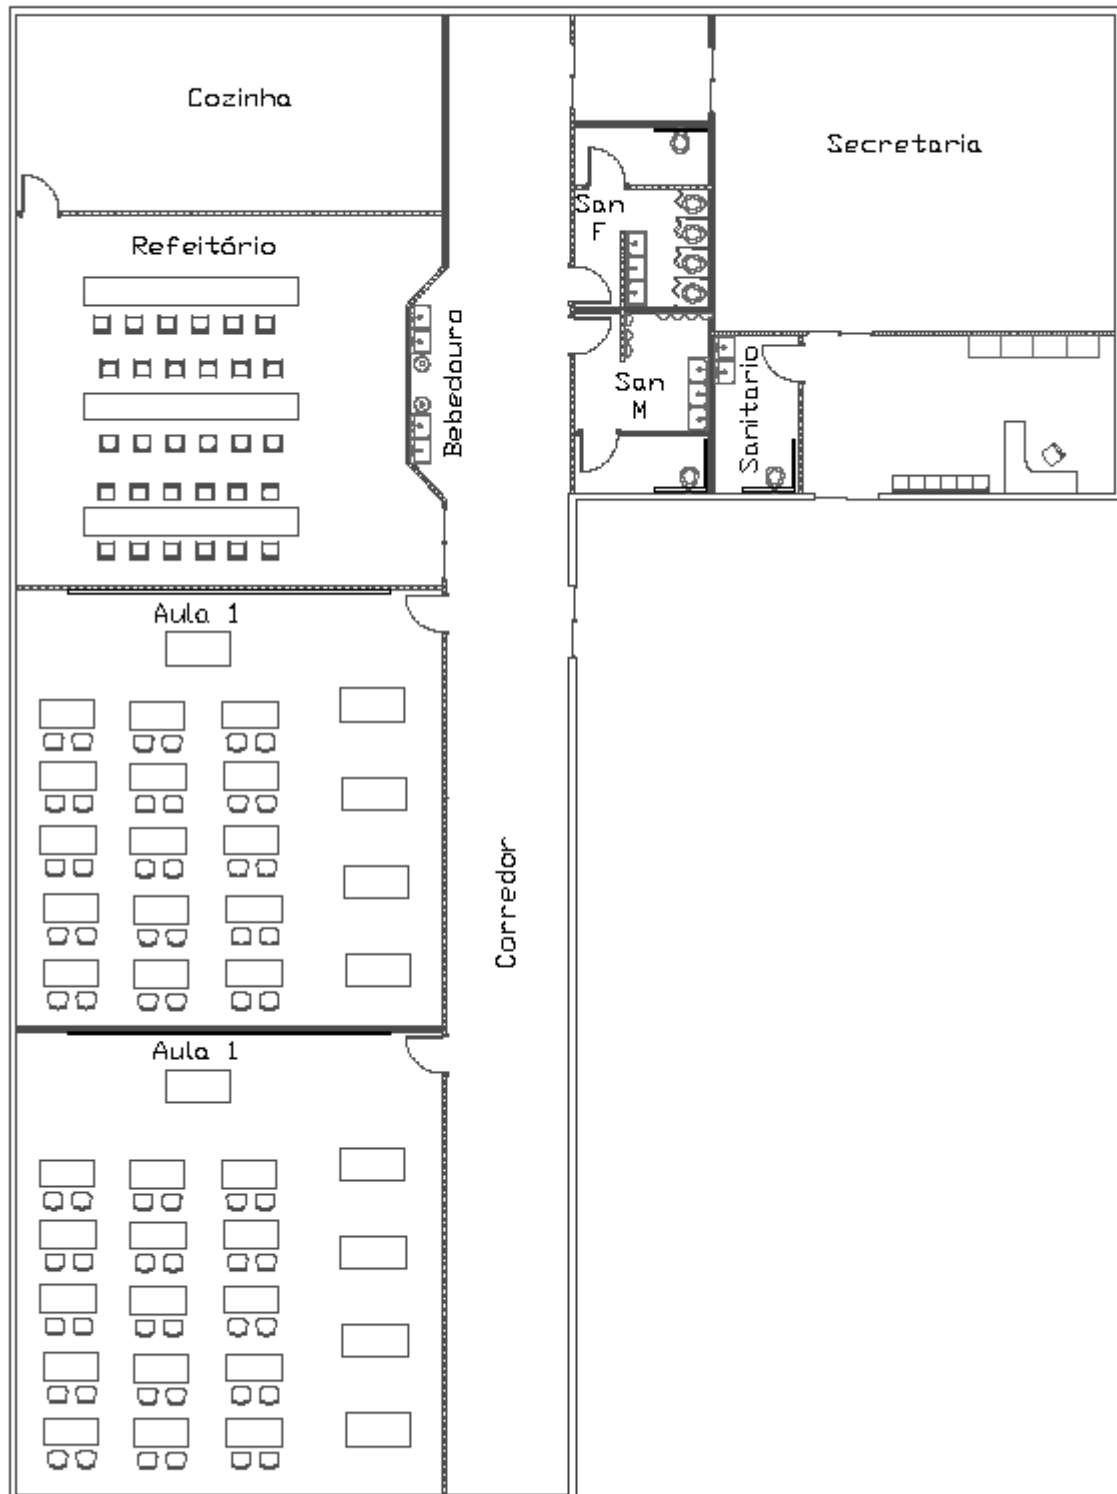 Cozinha
Secretaria
San
F
Refeitório
Bebedouro
San
M
Sanitario
Aula 1
Corredor
Aula 1